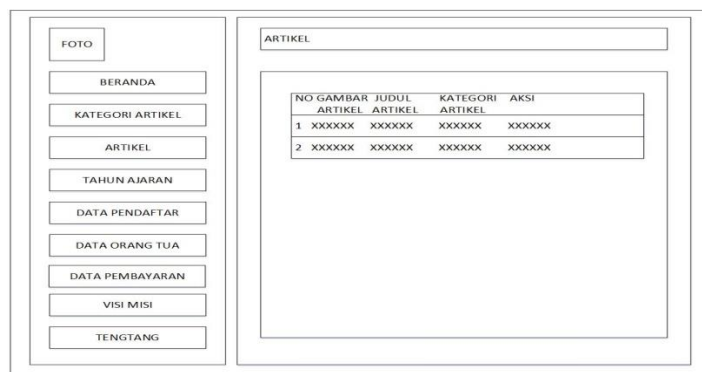 FOTO
BERANDA
KATEGORI ARTIKEL
ARTIKEL
TAHUN AJARAN
DATA PENDAFTAR
DATA ORANG TUA
DATA PEMBAYARAN
VISI MISI
TENGTANG
ARTIKEL
NO GAMBAR JUDUL KATEGORI AKSI
ARTIKEL ARTIKEL ARTIKEL
1 XXXXXX XXXXXX XXXXXX XXXXXX
2 XXXXXX XXXXXX XXXXXX XXXXXX